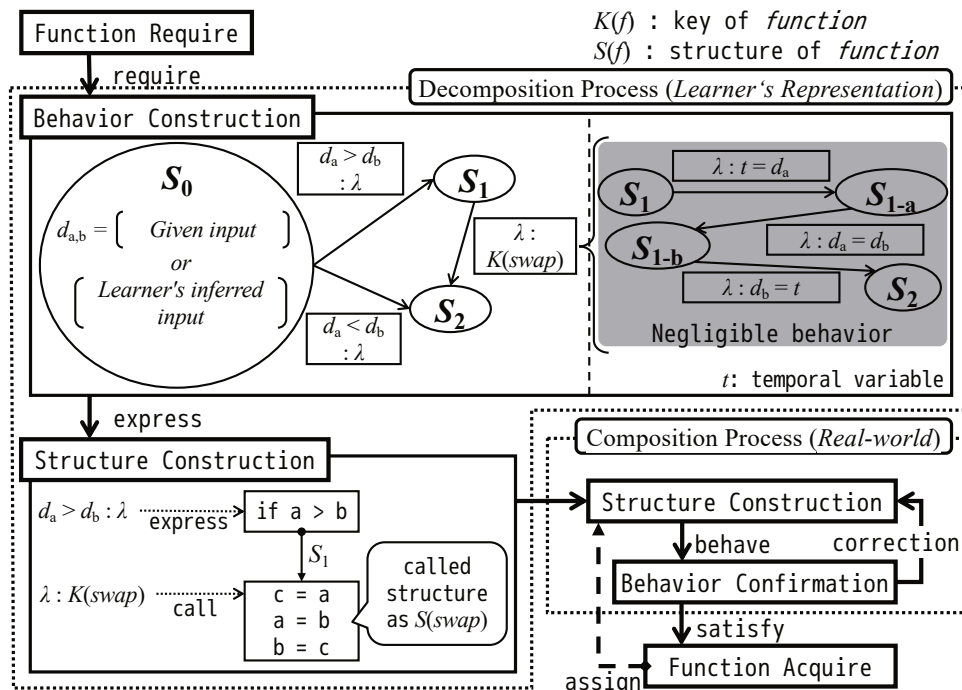 Function Require
K(f) : key of function
S(f) : structure of function
require
Decomposition Process (Learner's Representation)
Behavior Construction
S0
da,b = Given input
or
Learner's inferred
input
da > db
: λ
S1
λ :
K(swap)
S2
da < db
: λ
λ : t = da
S1
S1-a
S1-b
λ : da = db
λ : db = t
S2
Negligible behavior
t: temporal variable
express
Structure Construction
da > db : λ
express
if a > b
S1
λ : K(swap)
call
c = a
a = b
b = c
called
structure
as S(swap)
Composition Process (Real-world)
Structure Construction
behave
correction
Behavior Confirmation
satisfy
assign
Function Acquire